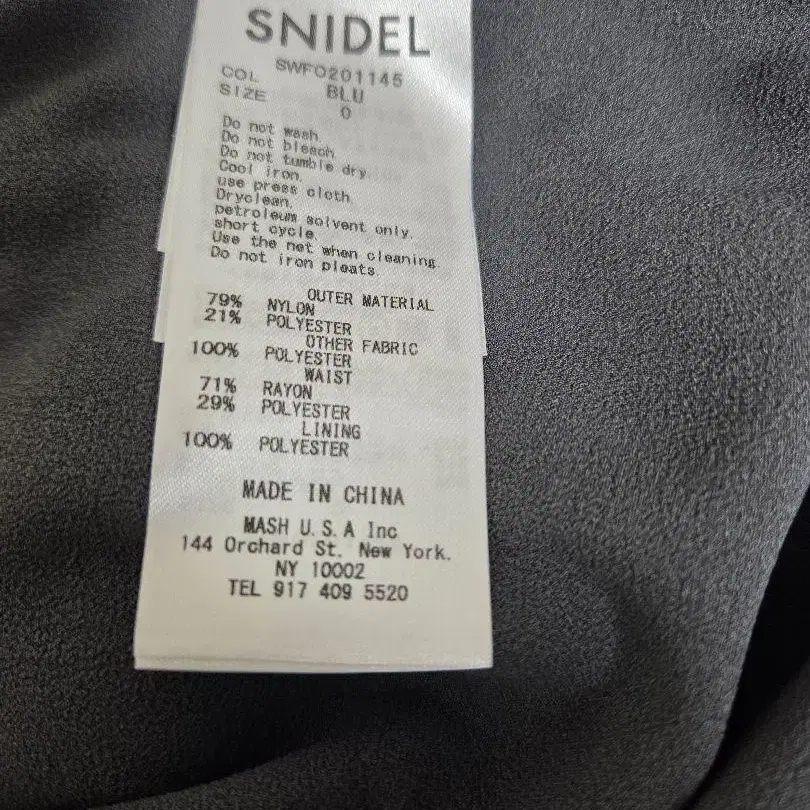 SNIDEL
SWFO201145
COL BLU
SIZE 0
Do not wash.
Do not bleach.
Do not tumble dry.
Cool iron.
use press cloth.
Dryclean.
petroleum solvent only.
short cycle.
Use the net when cleaning.
Do not iron pleats.
OUTER MATERIAL
79% NYLON
21% POLYESTER
OTHER FABRIC
100% POLYESTER
WAIST
71% RAYON
29% POLYESTER
LINING
100% POLYESTER
MADE IN CHINA
MASH U.S.A Inc
144 Orchard St. New York.
NY 10002
TEL 917 409 5520